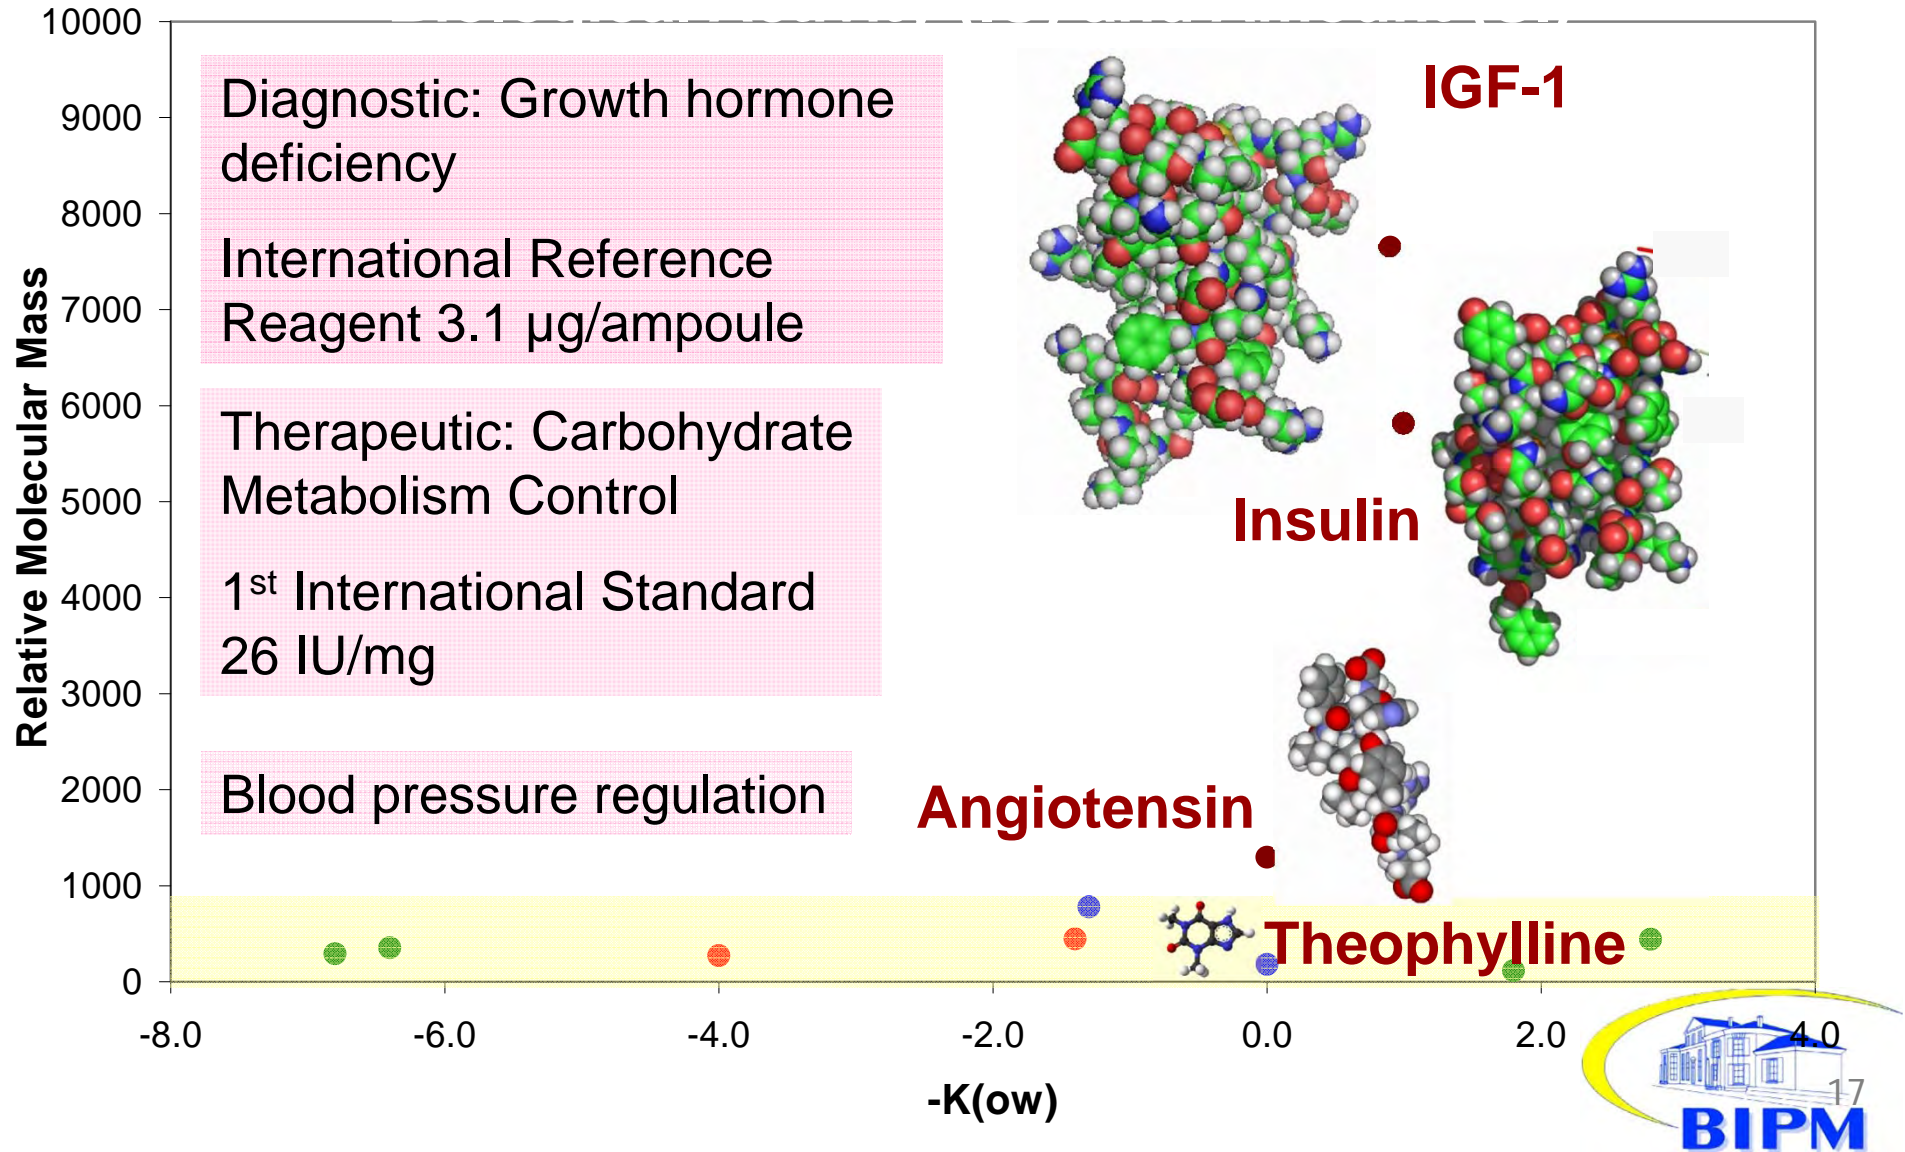 10000
9000
8000
7000
6000
5000
4000
3000
2000
1000
0
Relative Molecular Mass
Diagnostic: Growth hormone
deficiency
International Reference
Reagent 3.1 µg/ampoule
Therapeutic: Carbohydrate
Metabolism Control
1st International Standard
26 IU/mg
Blood pressure regulation
IGF-1
Insulin
Angiotensin
Theophylline
-8.0 -6.0 -4.0 -2.0 0.0 2.0 4.0
-K(ow)
17
BIPM